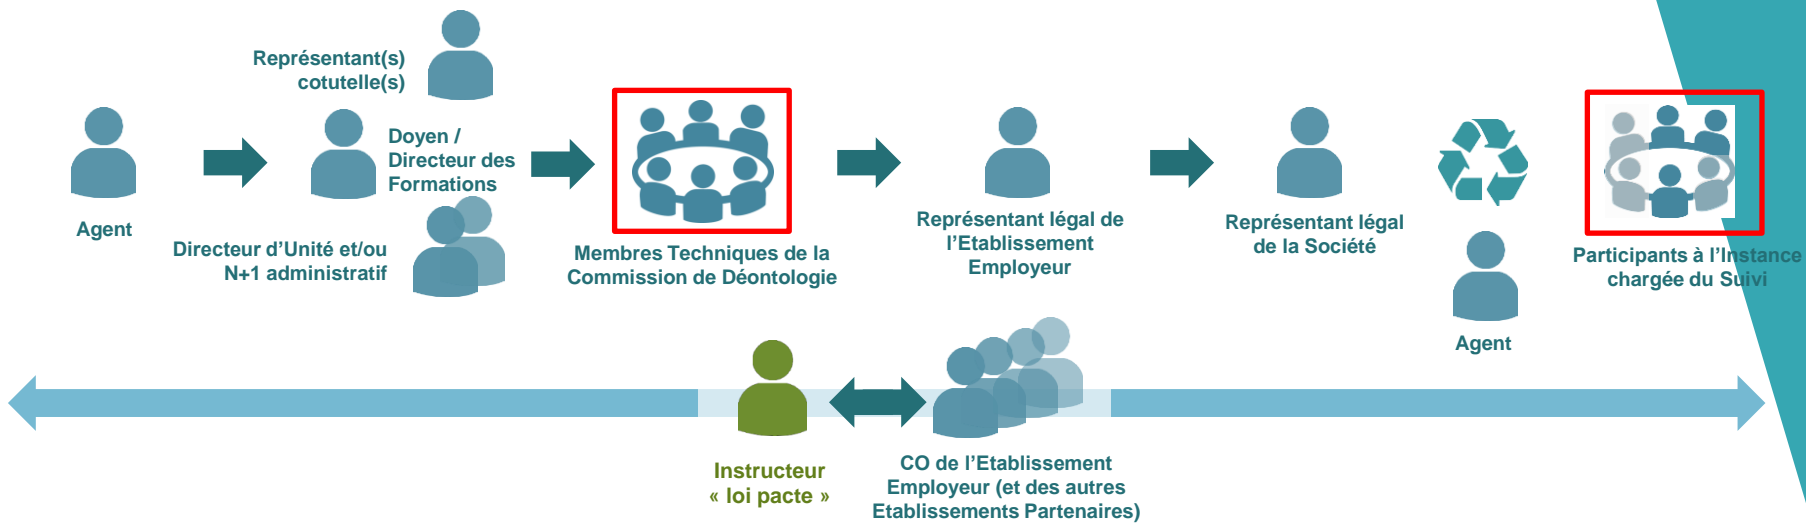 Représentant(s)
cotutelle(s)
Agent
Doyen /
Directeur des
Formations
Directeur d’Unité et/ou
N+1 administratif
Membres Techniques de la
Commission de Déontologie
Représentant légal de
l’Etablissement
Employeur
Représentant légal
de la Société
Agent
Participants à l’Instance
chargée du Suivi
Instructeur
« loi pacte »
CO de l’Etablissement
Employeur (et des autres
Etablissements Partenaires)